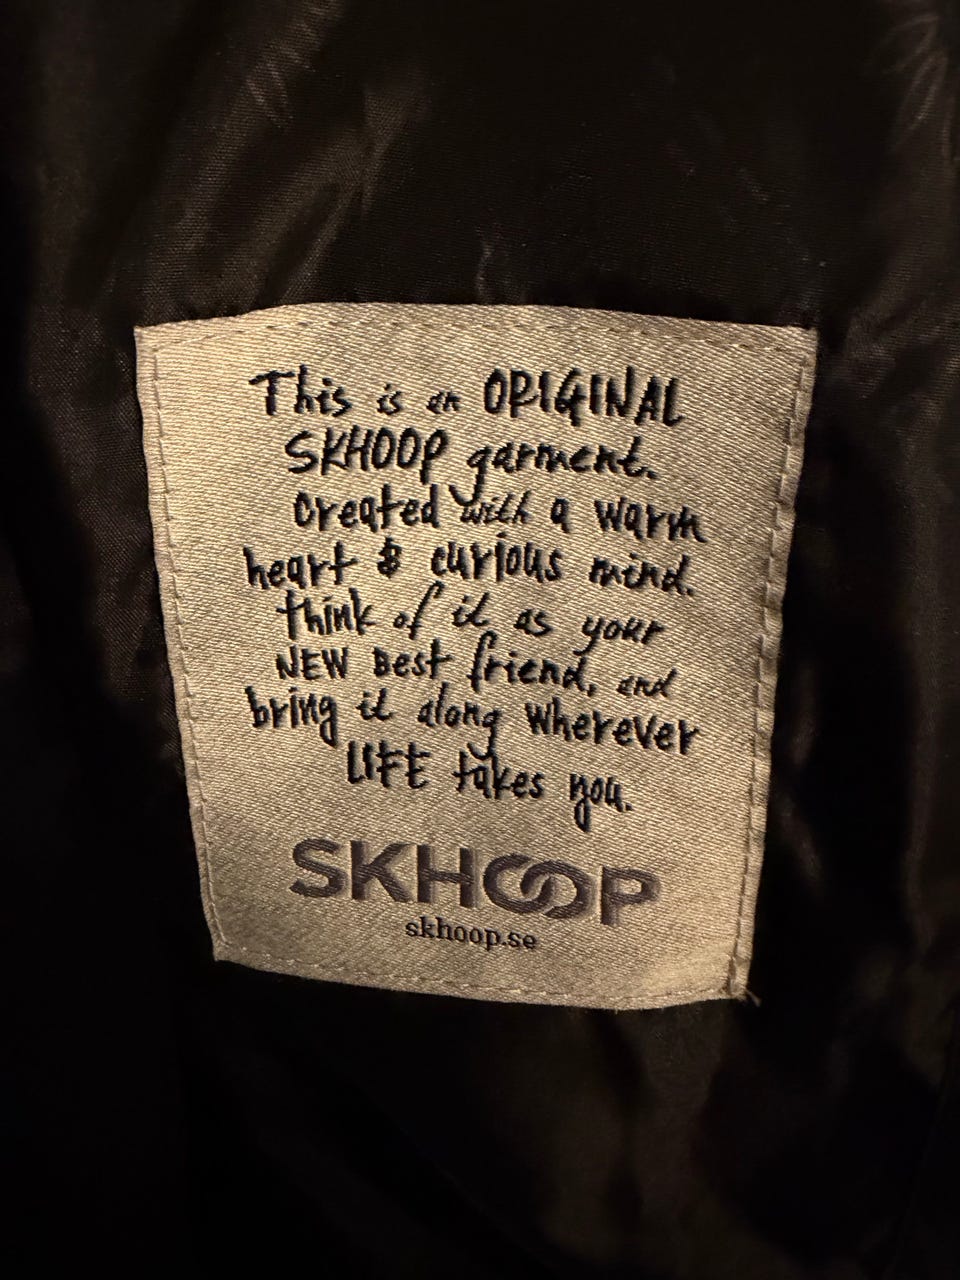 This is an ORIGINAL
SKHOOP garment.
Created with a warm
heart & curious mind.
Think of it as your
NEW Best friend, and
bring it along wherever
LIFE takes you.
SKHOOP
skhoop.se